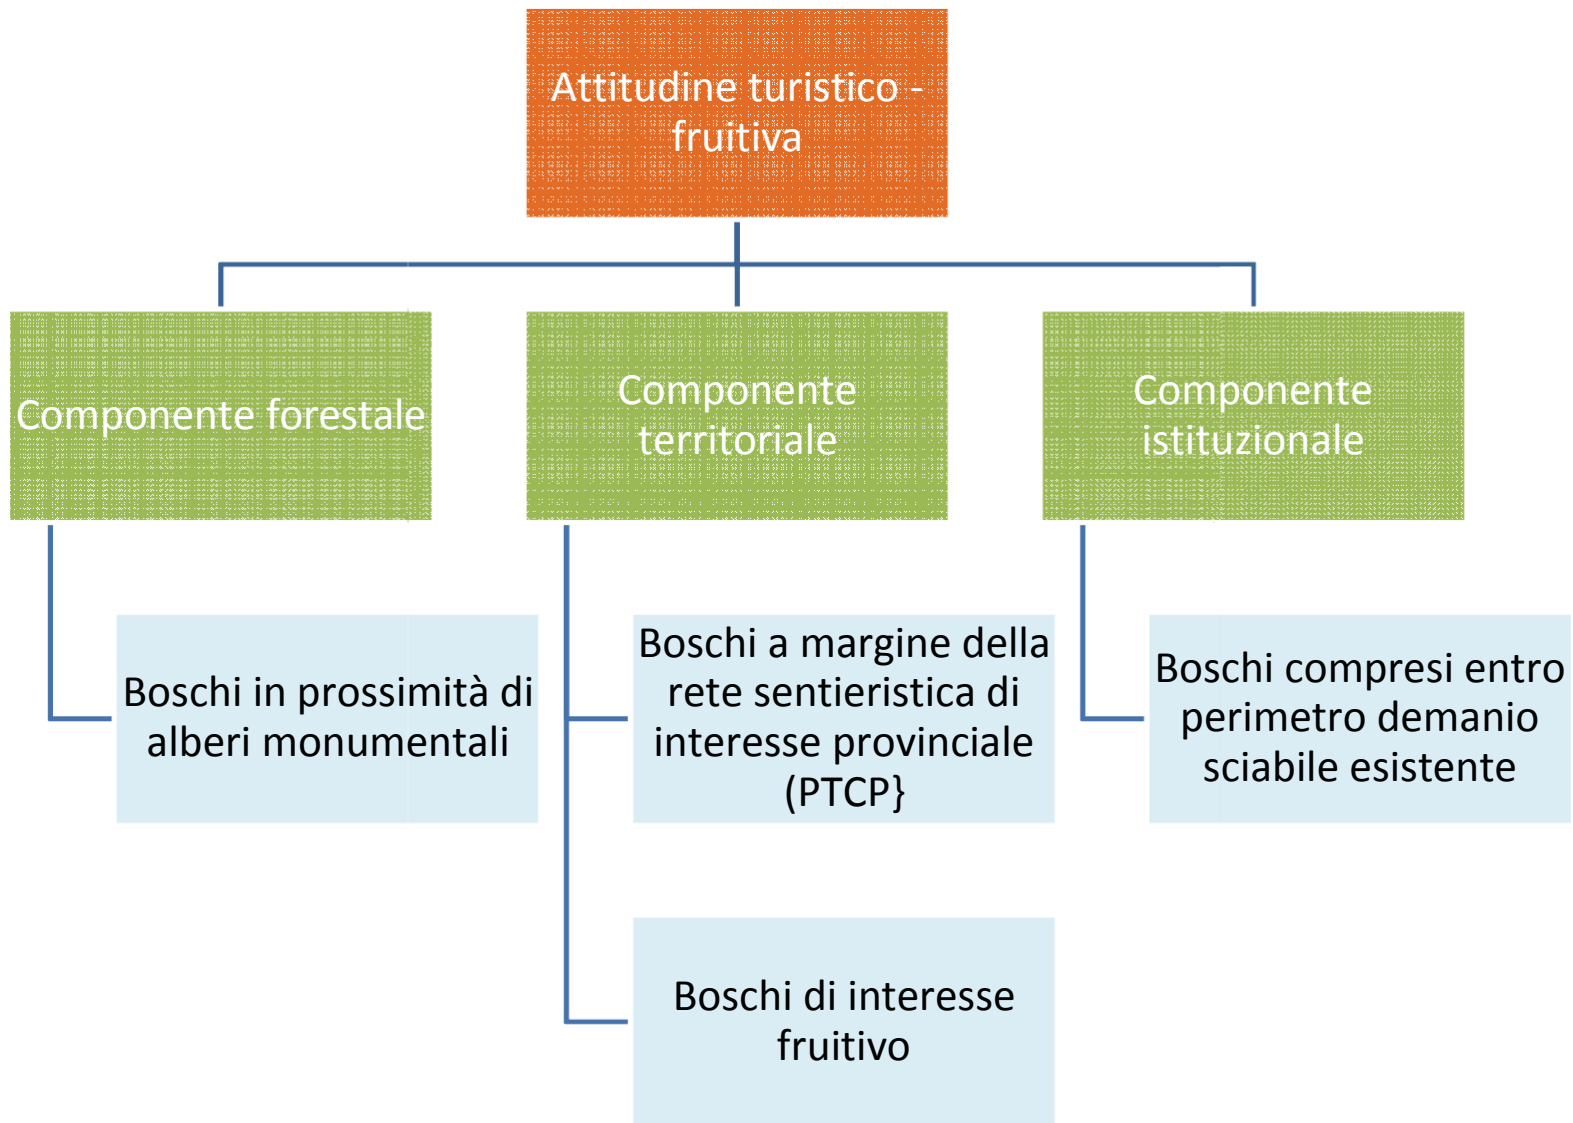 Attitudine turistico -
fruitiva
Componente forestale
Componente
territoriale
Componente
istituzionale
Boschi in prossimità di
alberi monumentali
Boschi a margine della
rete sentieristica di
interesse provinciale
(PTCP}
Boschi compresi entro
perimetro demanio
sciabile esistente
Boschi di interesse
fruitivo